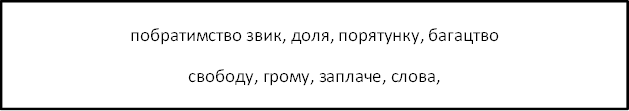 побратимство звик, доля, порятунку, багацтво
свободу, грому, заплаче, слова,